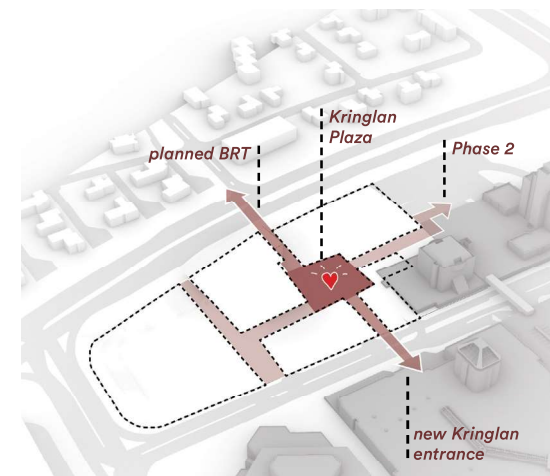 Kringlan
Plaza
planned BRT
Phase 2
new Kringlan
entrance